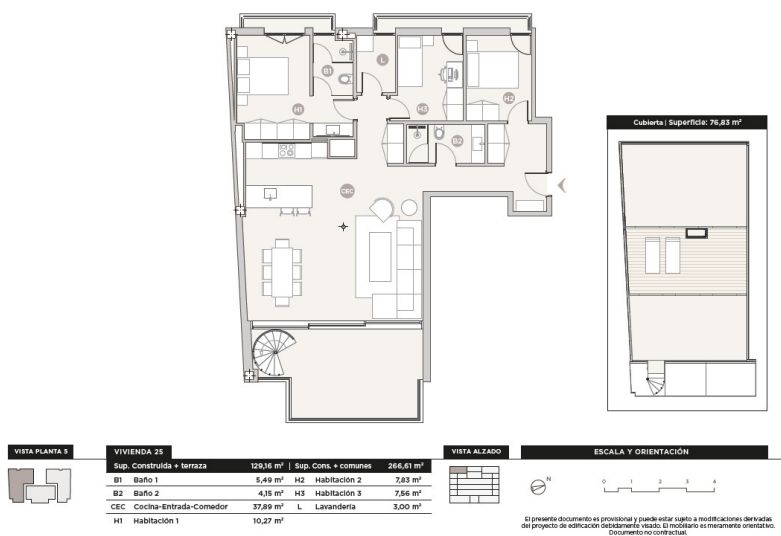 B1
L
H1
H3
H2
B2
CEC
Cubierta | Superficie: 76,83 m²
VISTA PLANTA 5
VIVIENDA 25
Sup. Construida + terraza 129,16 m² | Sup. Cons. + comunes 266,61 m²
B1 Baño 1 5,49 m² H2 Habitación 2 7,83 m²
B2 Baño 2 4,15 m² H3 Habitación 3 7,56 m²
CEC Cocina-Entrada-Comedor 37,89 m² L Lavandería 3,00 m²
H1 Habitación 1 10,27 m²
VISTA ALZADO
ESCALA Y ORIENTACIÓN
N
0 1 2 3 4
El presente documento es provisional y puede estar sujeto a modificaciones derivadas
del proyecto de edificación debidamente visado. El mobiliario es meramente orientativo.
Documento no contractual.